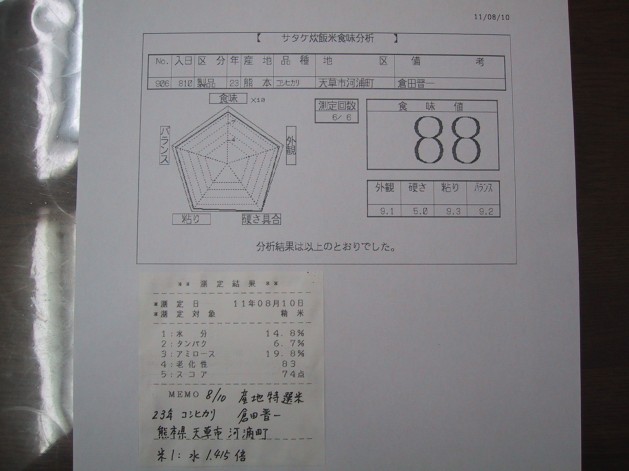 11/08/10
【 サタケ炊飯米食味分析 】
No. 入日 区分 年 産地 品種 地区 備考
906 810 製品 23 熊本 コシヒカリ 天草市河浦町 倉田晋一
食味 ×10
バランス
外観
粘り
硬さ具合
測定回数
6/ 6
食味値
88
外観 硬さ 粘り バランス
9.1 5.0 9.3 9.2
分析結果は以上のとおりでした。
** 測定結果 **
*測定日 11年08月10日
*測定対象 精米
1:水分 14.8%
2:タンパク 6.7%
3:アミロース 19.8%
4:老化性 83
5:スコア 74点
MEMO 8/10 産地特選米
23年 コシヒカリ 倉田晋一
熊本県天草市河浦町
米1:水1.415倍